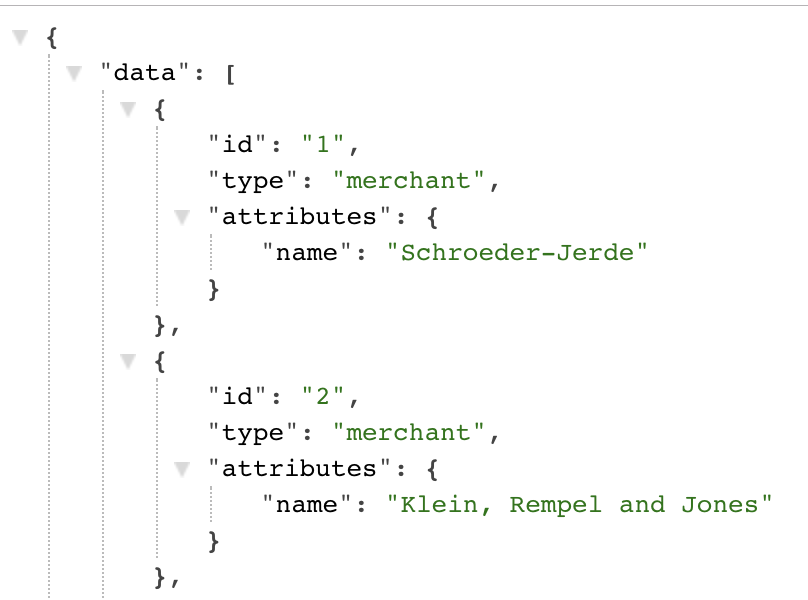 {
"data": [
{
"id": "1",
"type": "merchant",
"attributes": {
"name": "Schroeder-Jerde"
}
},
{
"id": "2",
"type": "merchant",
"attributes": {
"name": "Klein, Rempel and Jones"
}
},